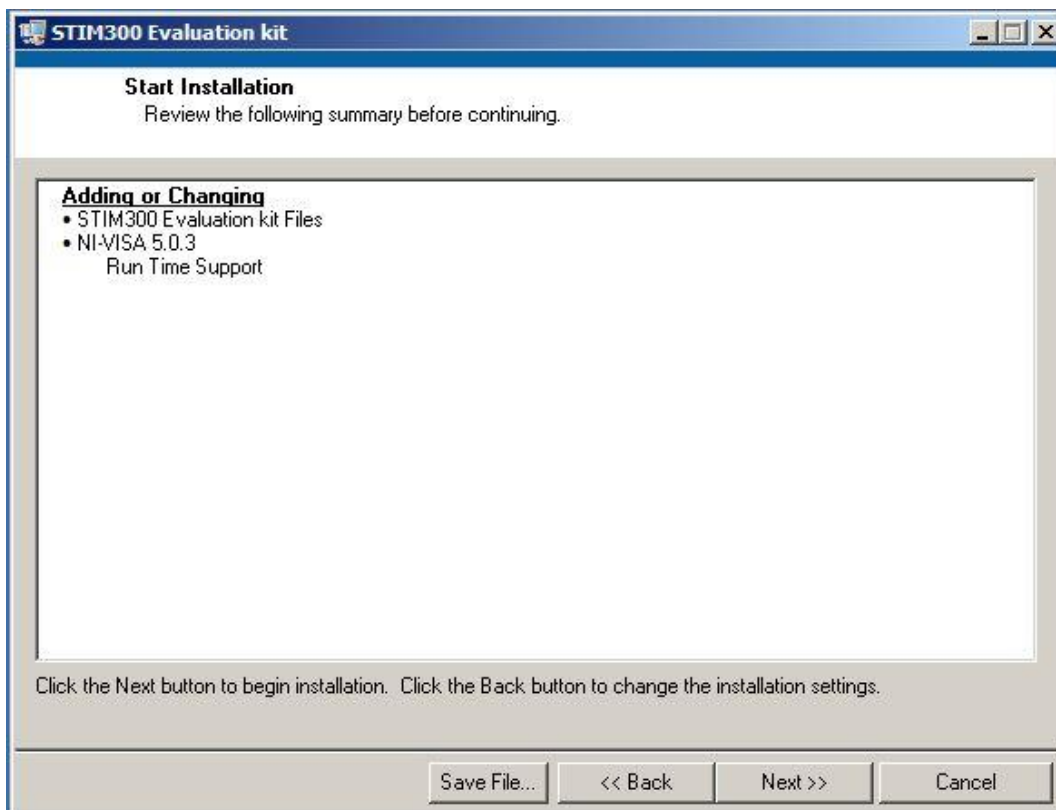 STIM300 Evaluation kit
Start Installation
Review the following summary before continuing.
Adding or Changing
• STIM300 Evaluation kit Files
• NI-VISA 5.0.3
Run Time Support
Click the Next button to begin installation.  Click the Back button to change the installation settings.
Save File... << Back Next >> Cancel